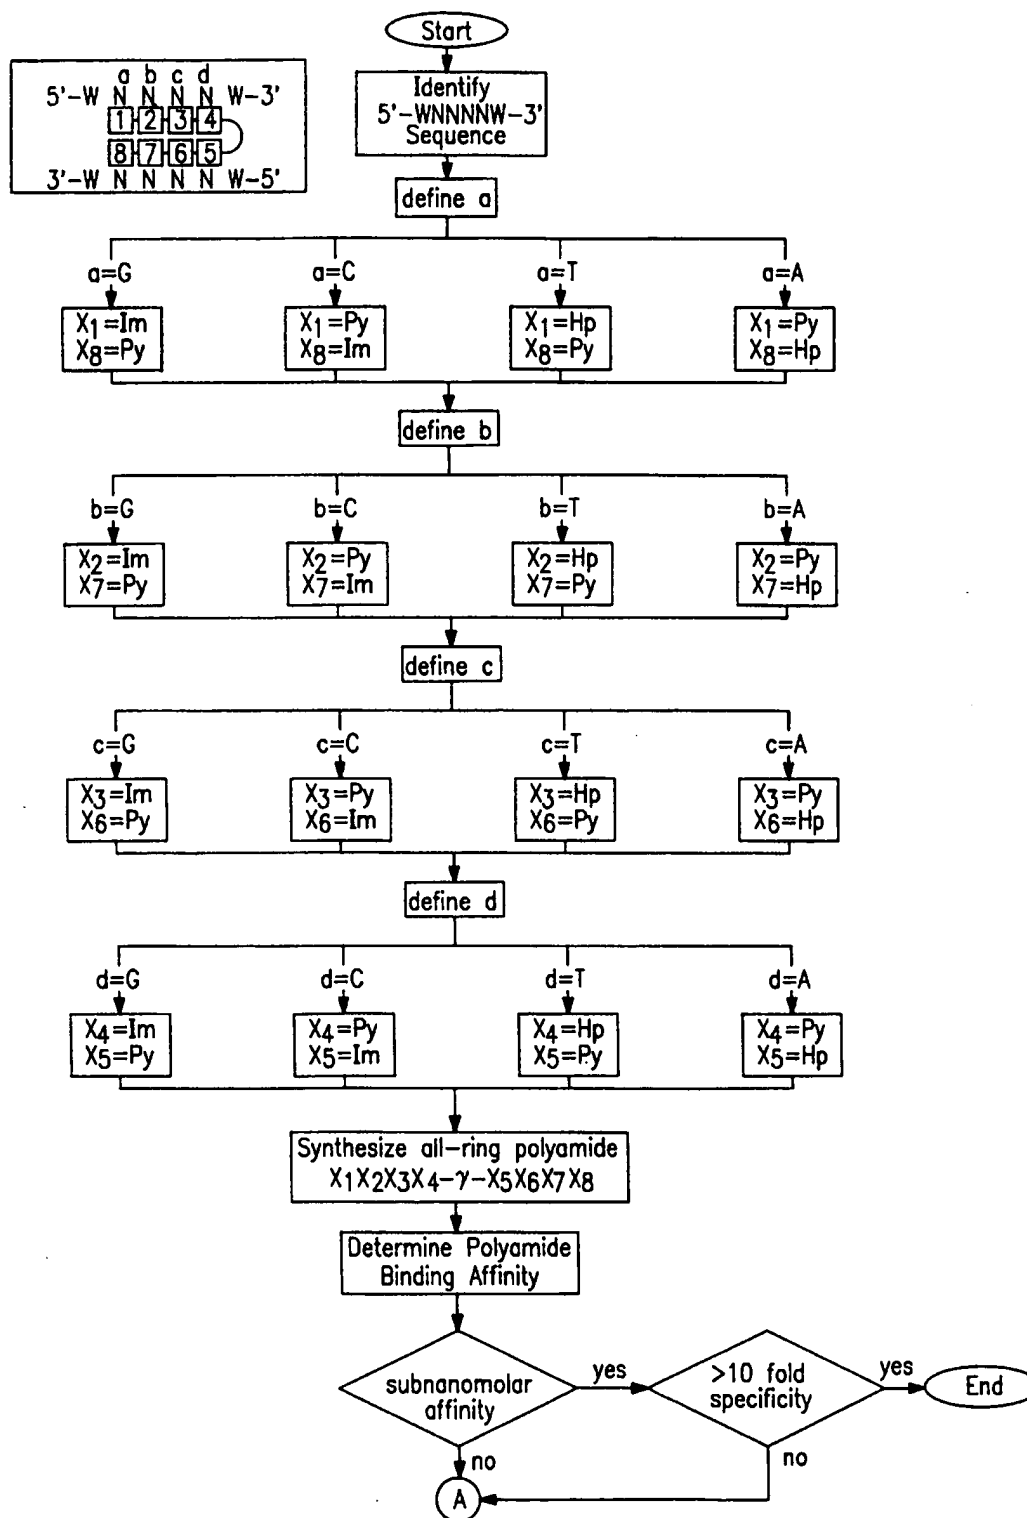 Start
a b c d
5'-W N N N N W-3'
1 2 3 4
8 7 6 5
3'-W N N N N W-5'
Identify
5'-WNNNNW-3'
Sequence
define a
a=G a=C a=T a=A
X1=Im X1=Py X1=Hp X1=Py
X8=Py X8=Im X8=Py X8=Hp
define b
b=G b=C b=T b=A
X2=Im X2=Py X2=Hp X2=Py
X7=Py X7=Im X7=Py X7=Hp
define c
c=G c=C c=T c=A
X3=Im X3=Py X3=Hp X3=Py
X6=Py X6=Im X6=Py X6=Hp
define d
d=G d=C d=T d=A
X4=Im X4=Py X4=Hp X4=Py
X5=Py X5=Im X5=Py X5=Hp
Synthesize all-ring polyamide
X1X2X3X4-γ-X5X6X7X8
Determine Polyamide
Binding Affinity
subnanomolar
affinity
yes
>10 fold
specificity
yes
End
no
no
A